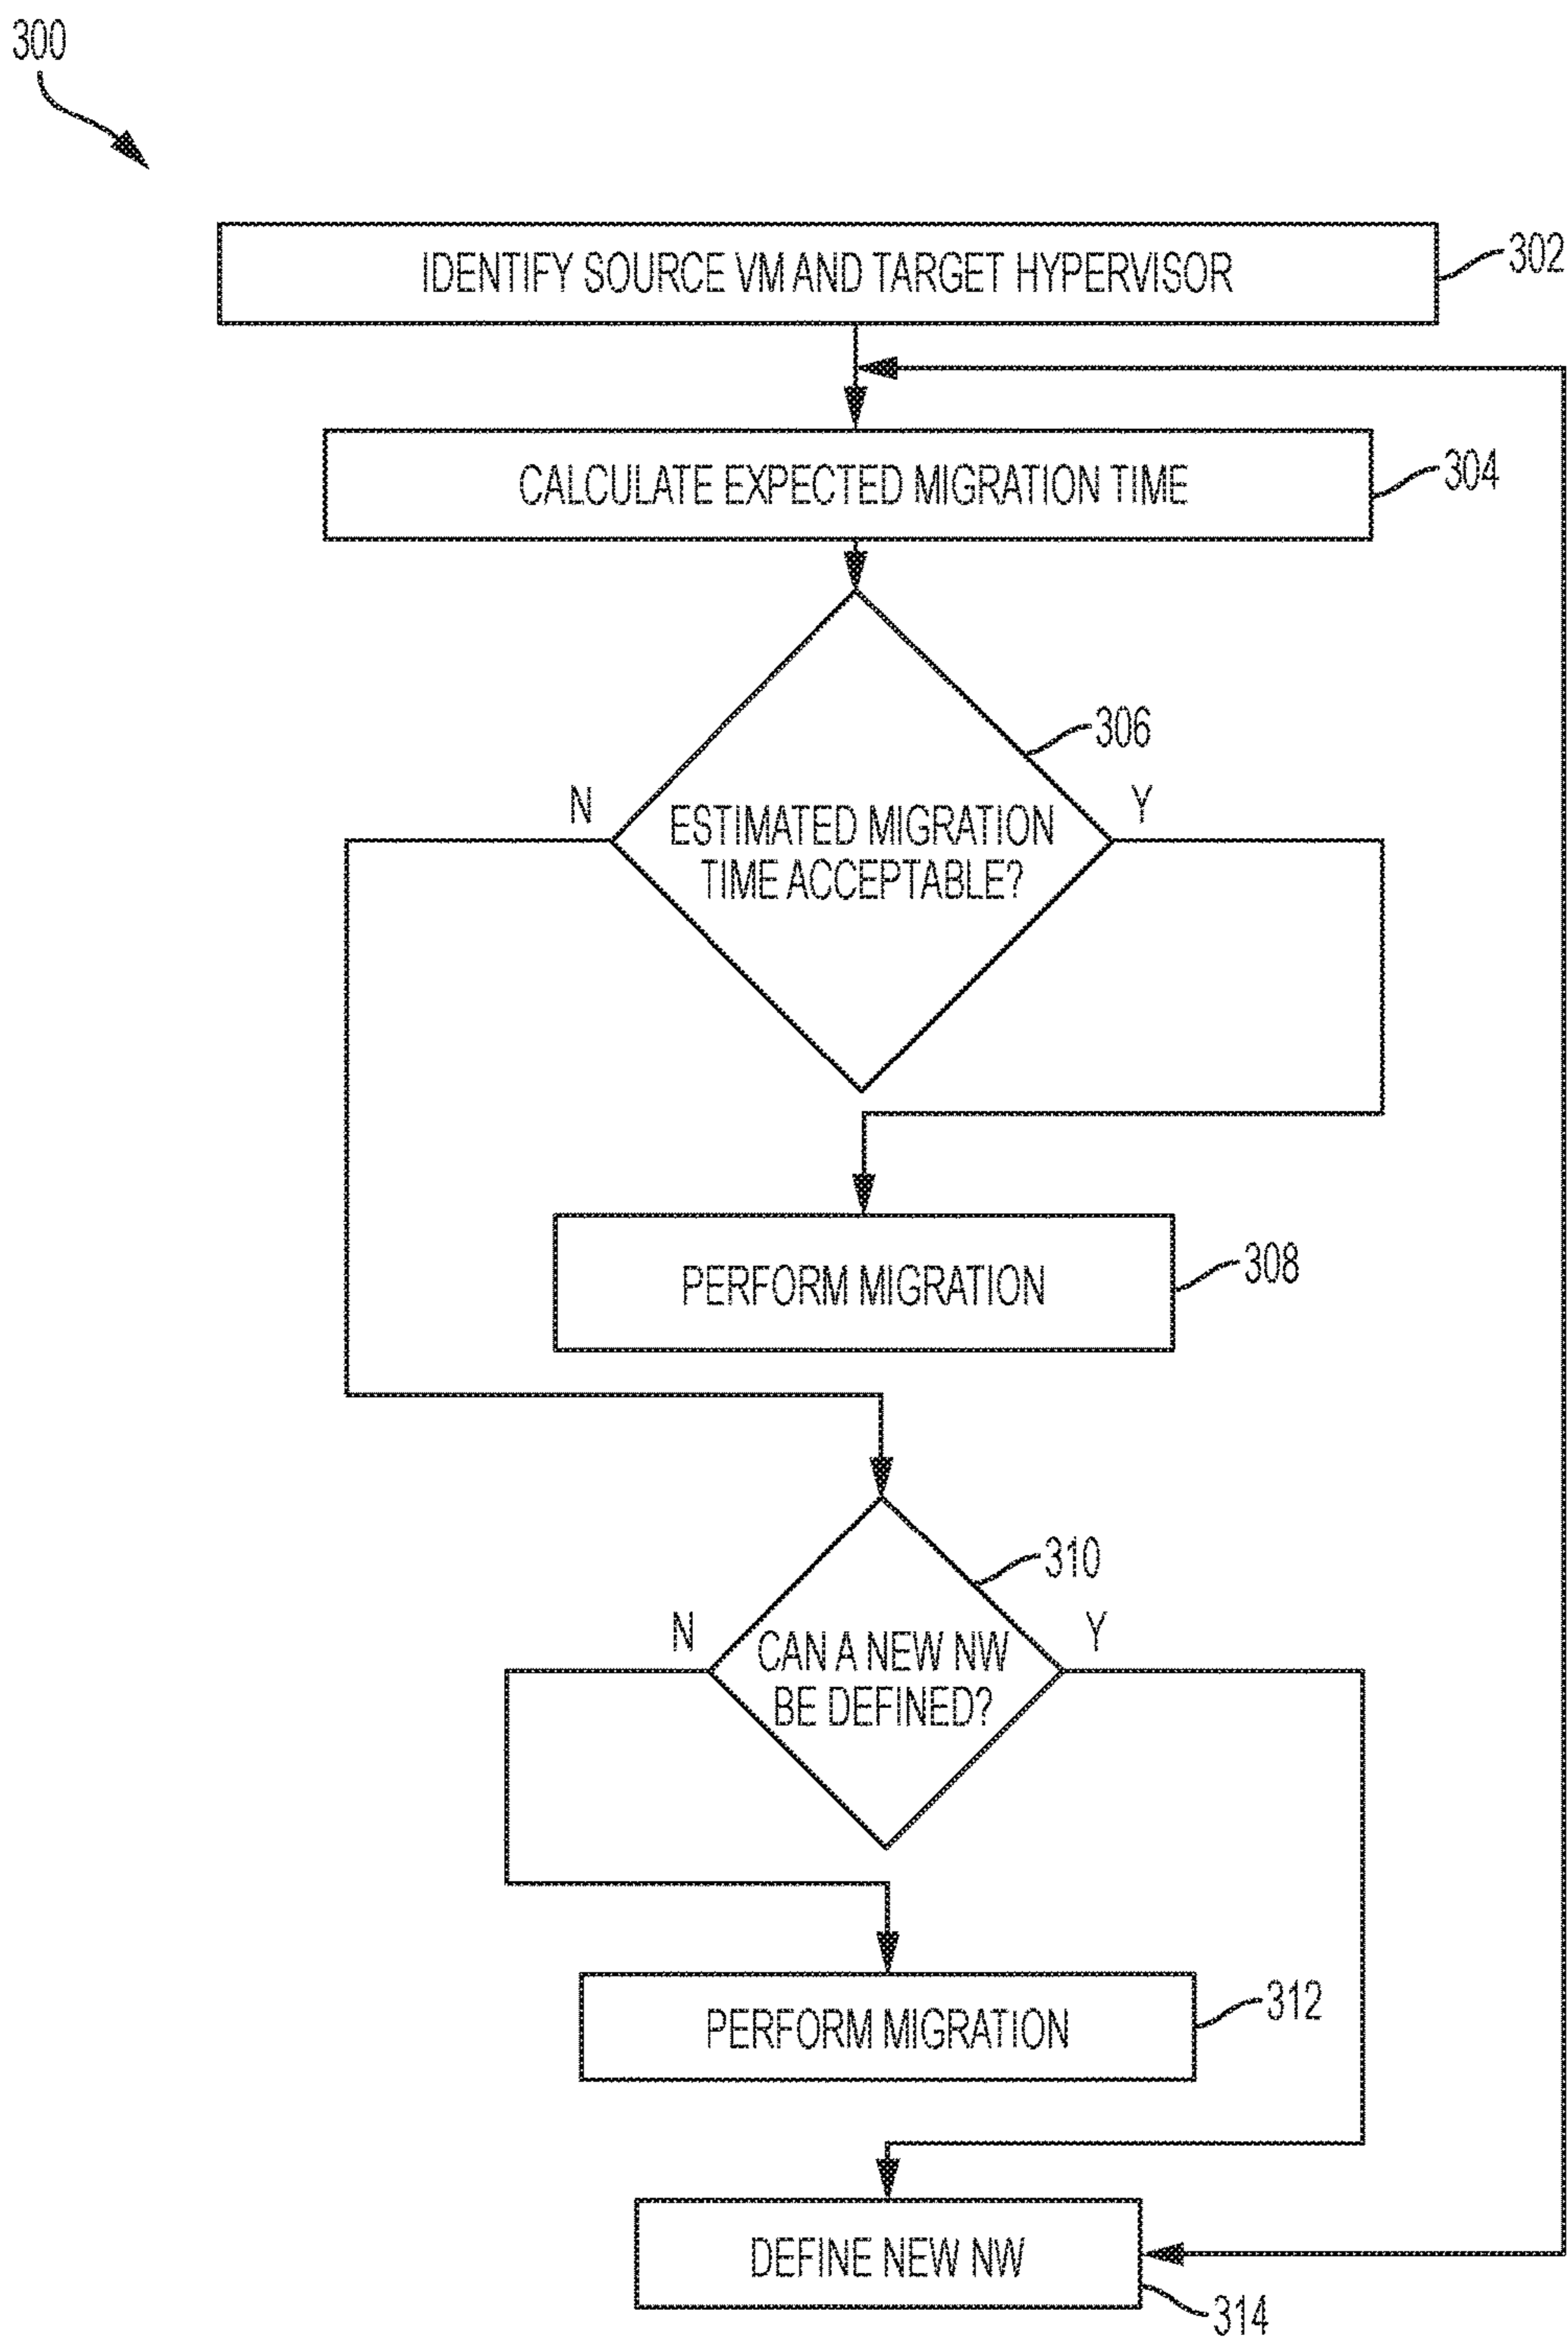 300
IDENTIFY SOURCE VM AND TARGET HYPERVISOR
302
CALCULATE EXPECTED MIGRATION TIME
304
306
N
Y
ESTIMATED MIGRATION
TIME ACCEPTABLE?
PERFORM MIGRATION
308
310
N
Y
CAN A NEW NW
BE DEFINED?
PERFORM MIGRATION
312
DEFINE NEW NW
314